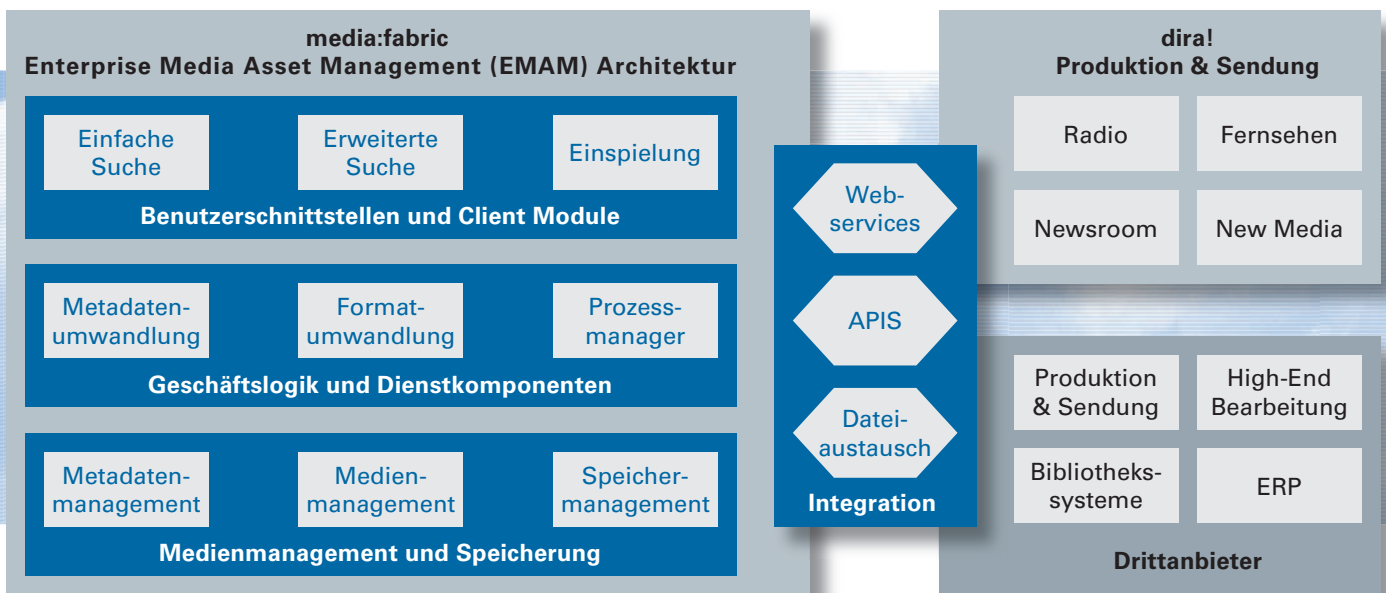 media:fabric
Enterprise Media Asset Management (EMAM) Architektur
Einfache
Suche
Erweiterte
Suche
Einspielung
Benutzerschnittstellen und Client Module
Metadaten-
umwandlung
Format-
umwandlung
Prozess-
manager
Geschäftslogik und Dienstkomponenten
Metadaten-
management
Medien-
management
Speicher-
management
Medienmanagement und Speicherung
Web-
services
APIS
Datei-
austausch
Integration
dira!
Produktion & Sendung
Radio
Fernsehen
Newsroom
New Media
Produktion
& Sendung
High-End
Bearbeitung
Bibliotheks-
systeme
ERP
Drittanbieter